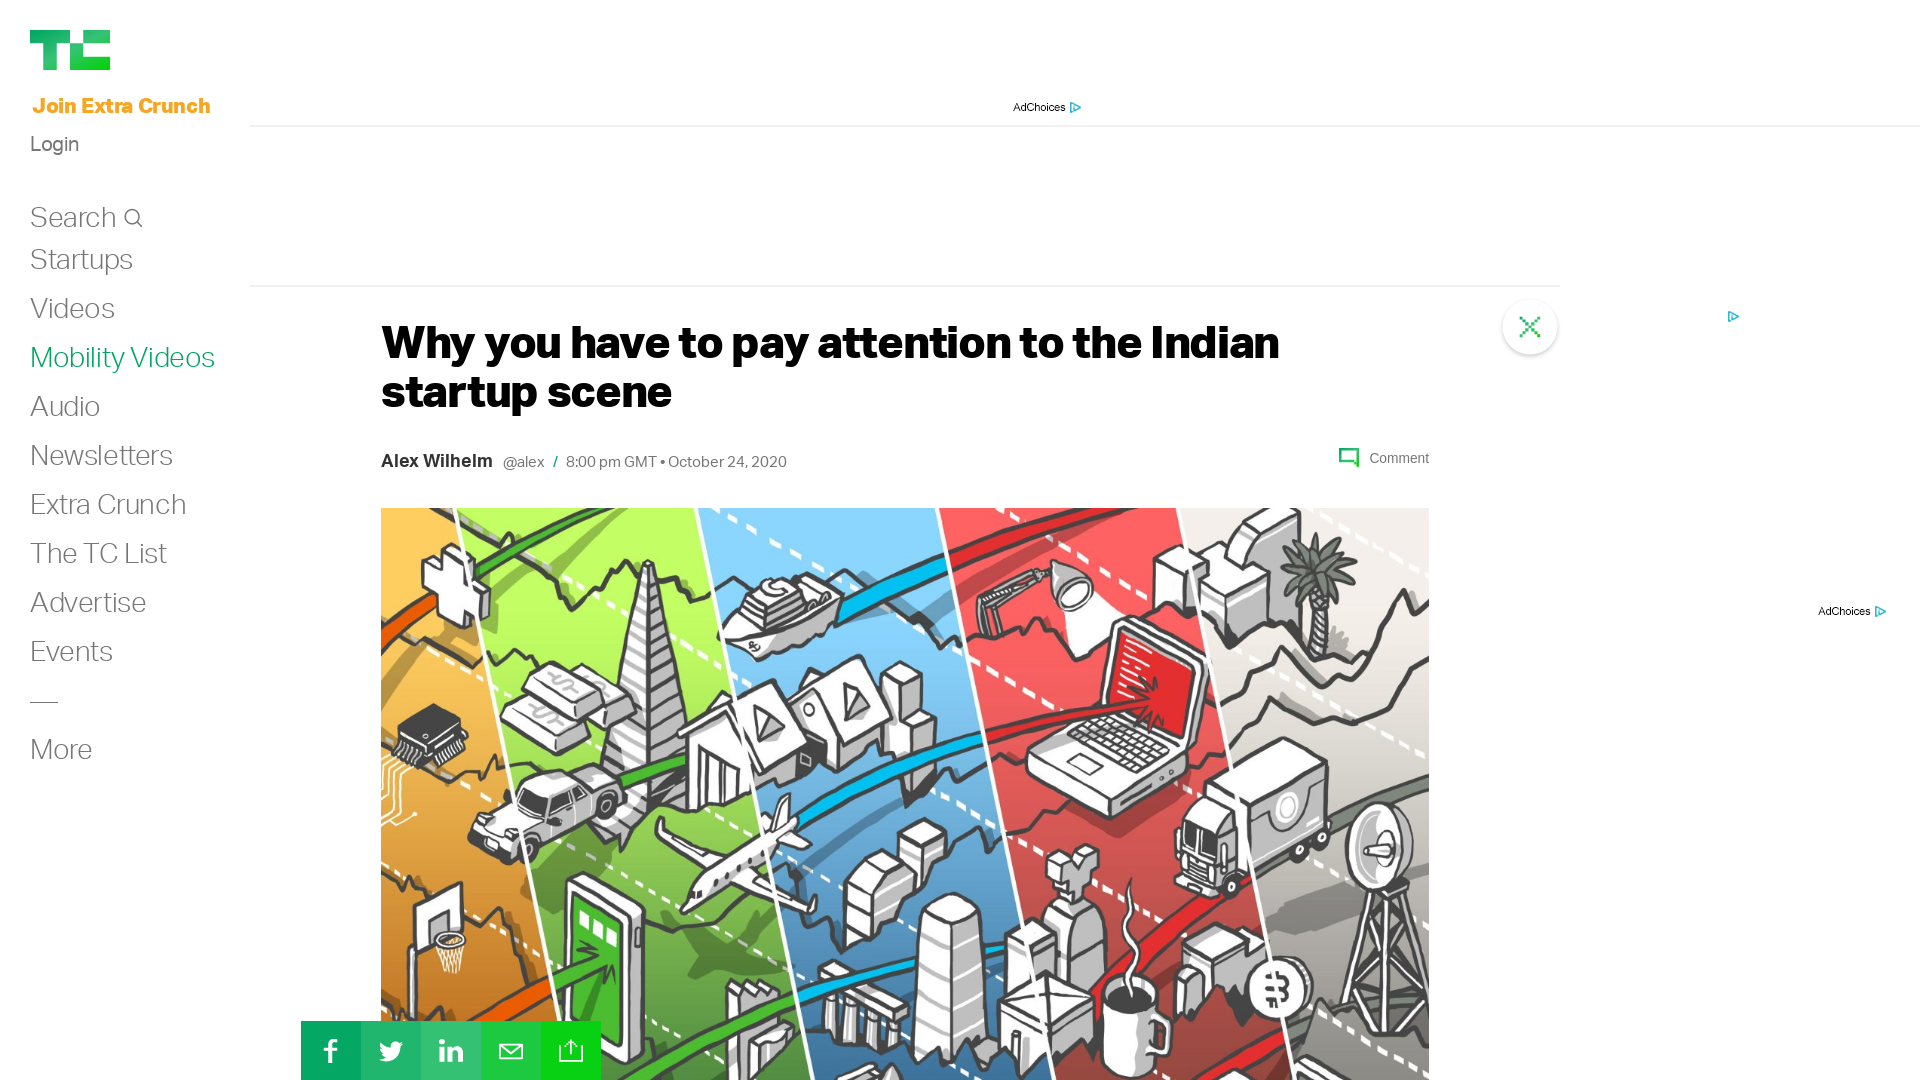 TC
Join Extra Crunch
Login
Search
Startups
Videos
Mobility Videos
Audio
Newsletters
Extra Crunch
The TC List
Advertise
Events
More
AdChoices
Why you have to pay attention to the Indian
startup scene
Alex Wilhelm @alex / 8:00 pm GMT • October 24, 2020
Comment
AdChoices